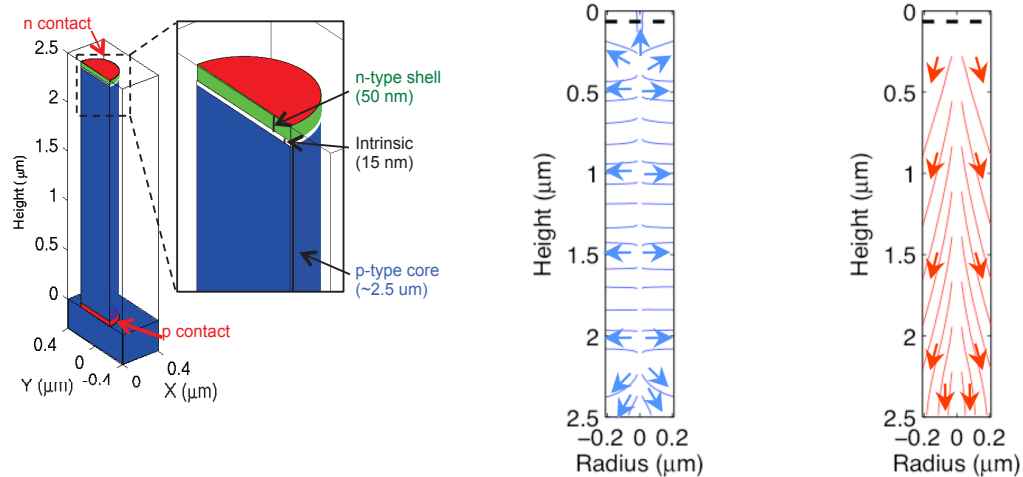 n contact
2.5
2
1.5
1
0.5
0
Height (μm)
n-type shell
(50 nm)
Intrinsic
(15 nm)
p-type core
(~2.5 um)
p contact
0.4
0
-0.4
Y (μm)
0
0.4
X (μm)
0
0.5
1
1.5
2
2.5
Height (μm)
−0.2 0 0.2
Radius (μm)
0
0.5
1
1.5
2
2.5
Height (μm)
−0.2 0 0.2
Radius (μm)